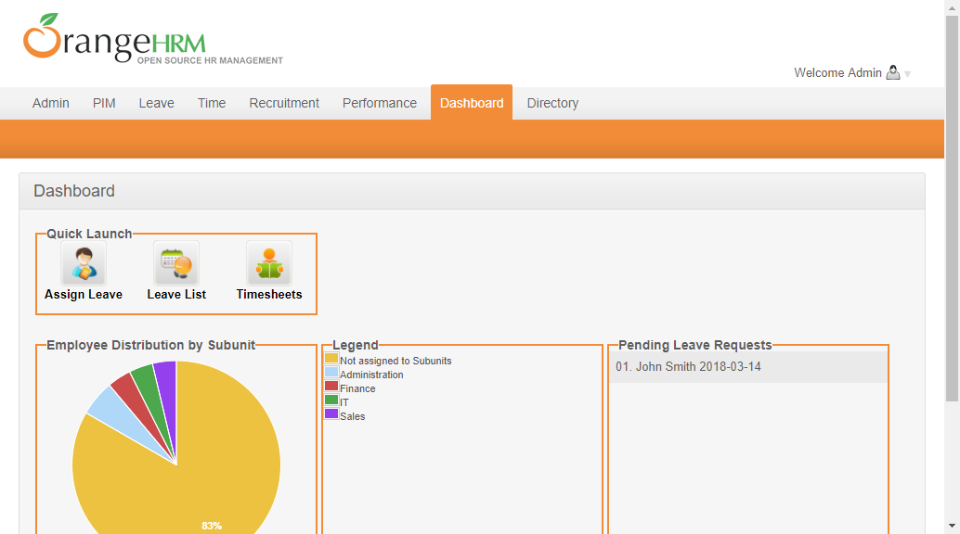 OrangeHRM
OPEN SOURCE HR MANAGEMENT
Welcome Admin
Admin PIM Leave Time Recruitment Performance Dashboard Directory
Dashboard
Quick Launch
Assign Leave Leave List Timesheets
Employee Distribution by Subunit
83%
Legend
Not assigned to Subunits
Administration
Finance
IT
Sales
Pending Leave Requests
01. John Smith 2018-03-14